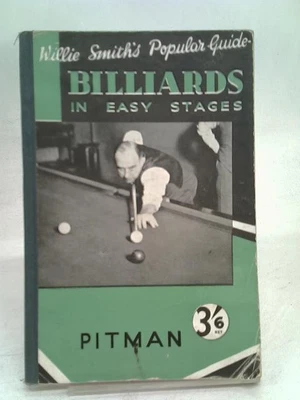 Willie Smith's Popular Guide-
BILLIARDS
IN EASY STAGES
PITMAN
3/6
NET